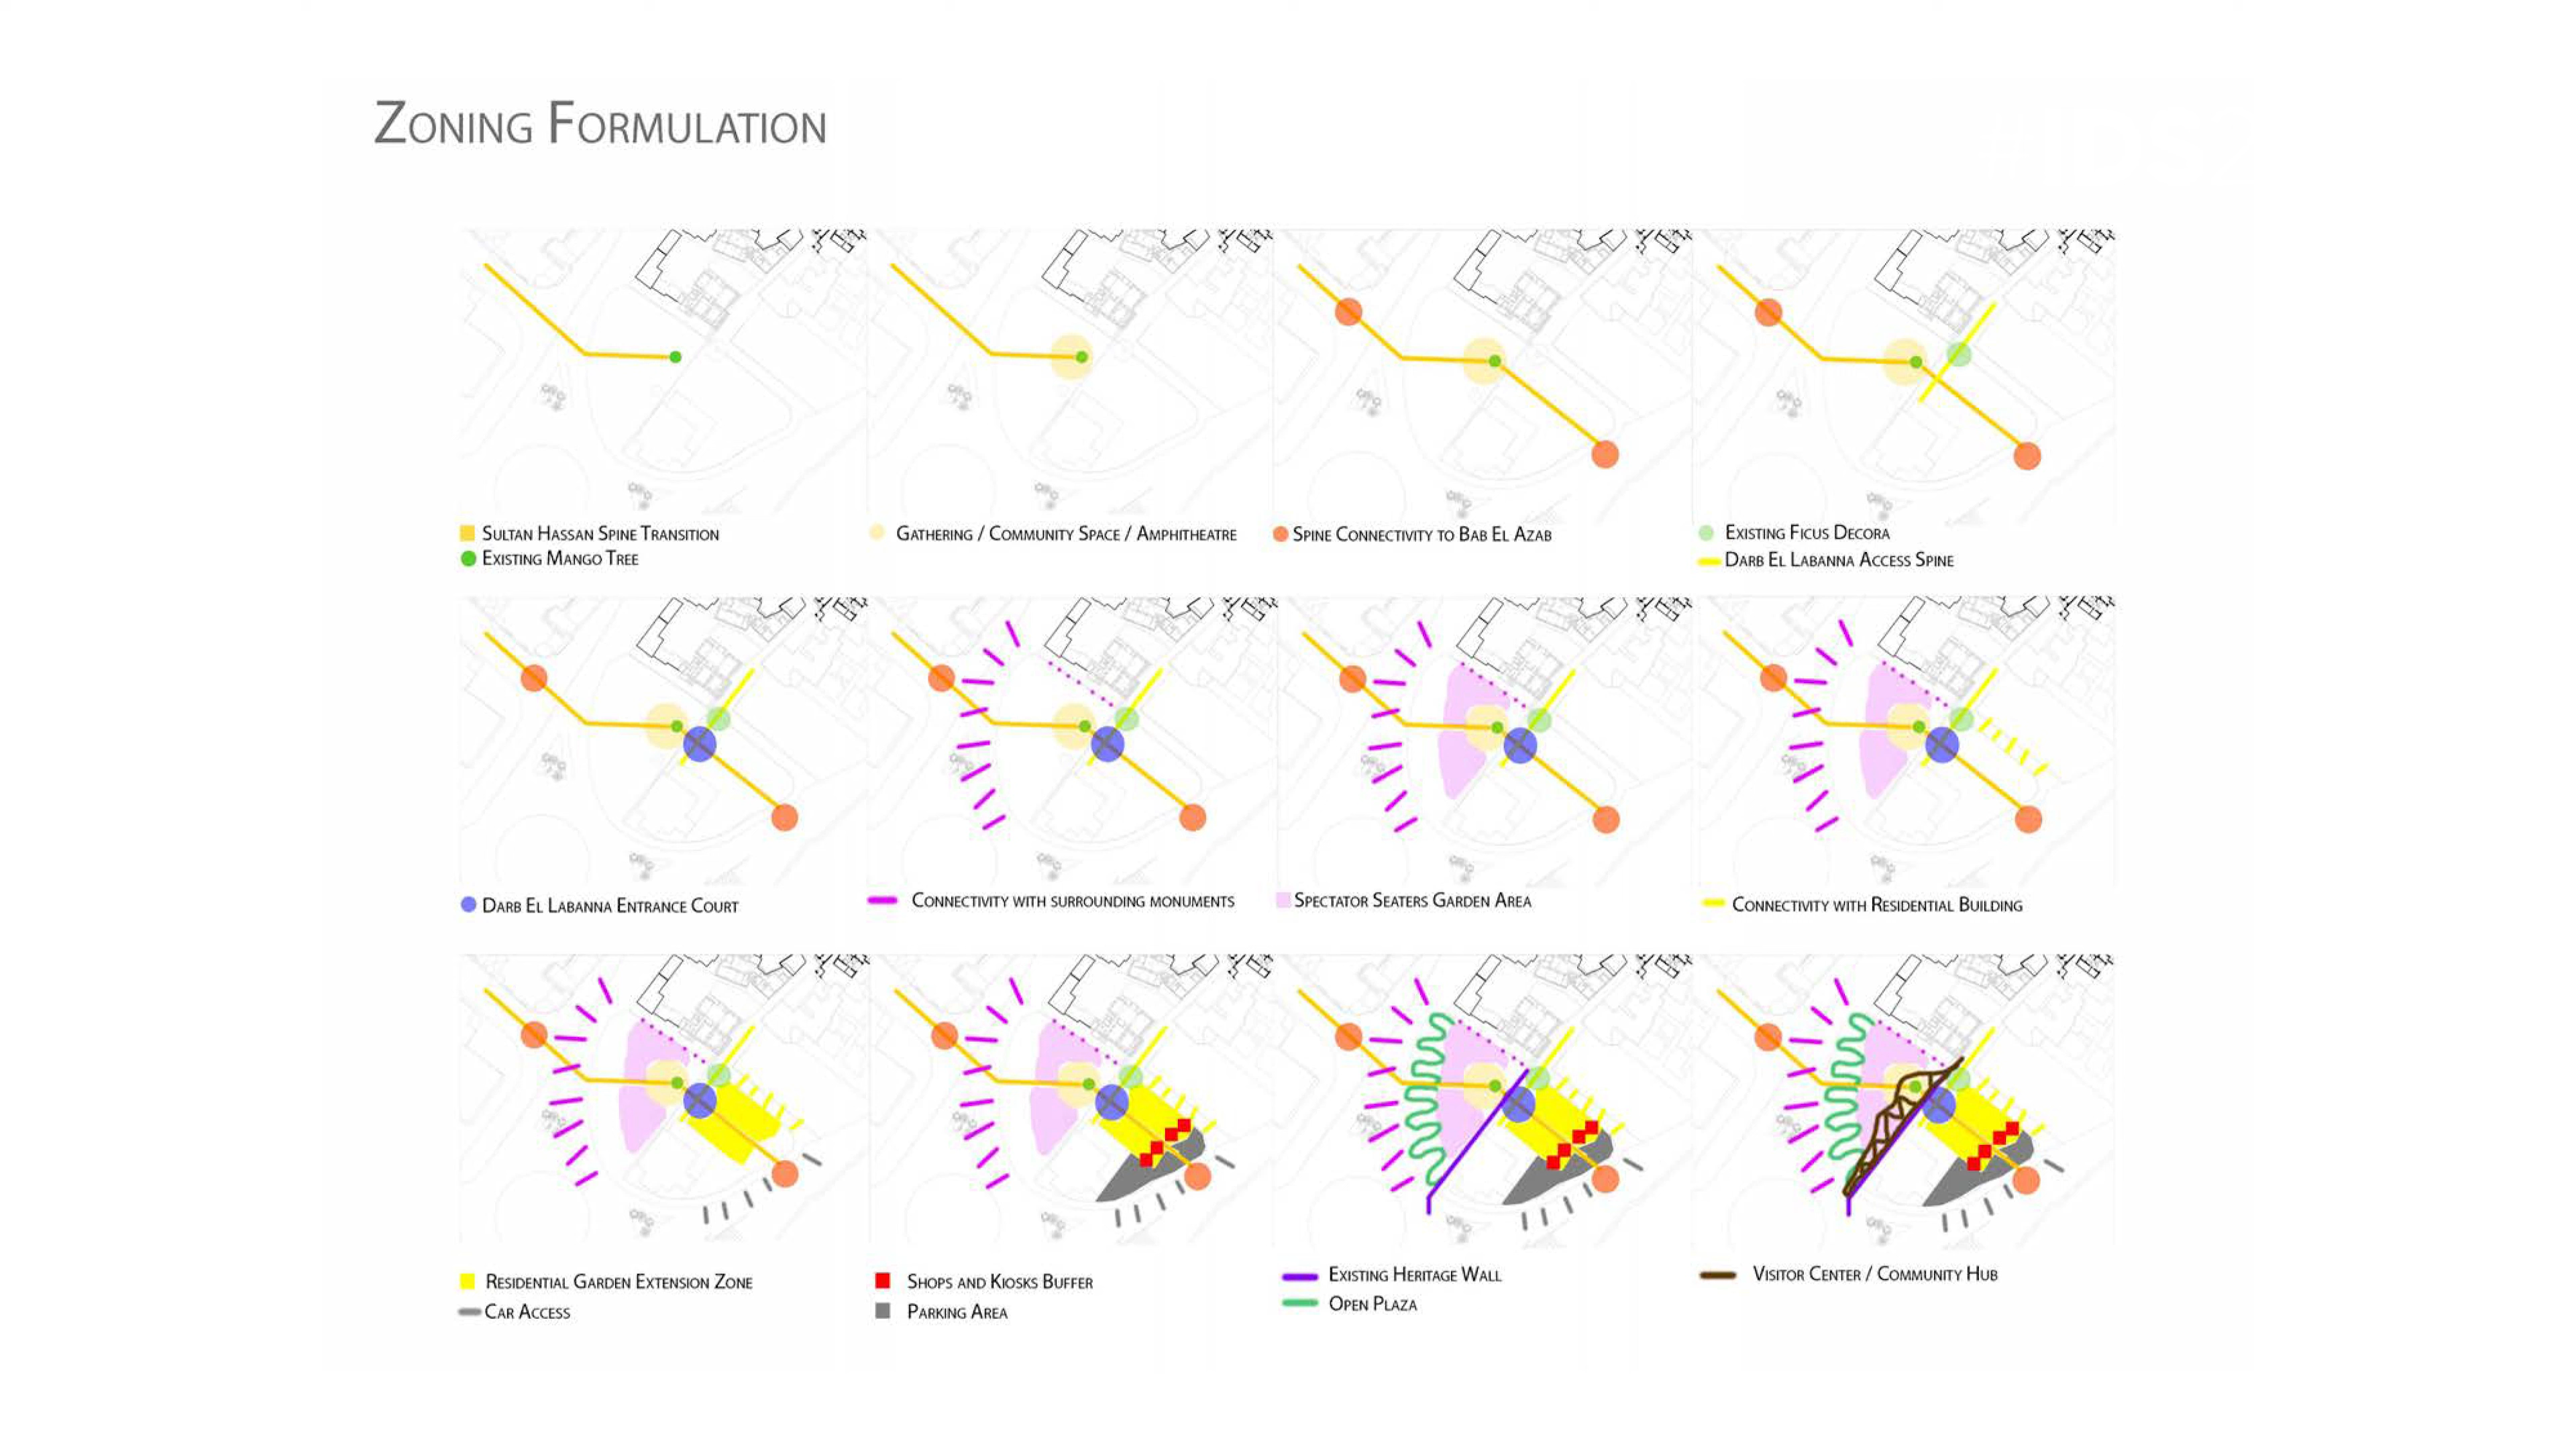 Zoning Formulation
Sultan Hassan Spine Transition
Existing Mango Tree
Gathering / Community Space / Amphitheatre
Spine Connectivity to Bab El Azab
Existing Ficus Decora
Darb El Labanna Access Spine
Darb El Labanna Entrance Court
Connectivity with surrounding monuments
Spectator Seaters Garden Area
Connectivity with Residential Building
Residential Garden Extension Zone
Car Access
Shops and Kiosks Buffer
Parking Area
Existing Heritage Wall
Open Plaza
Visitor Center / Community Hub